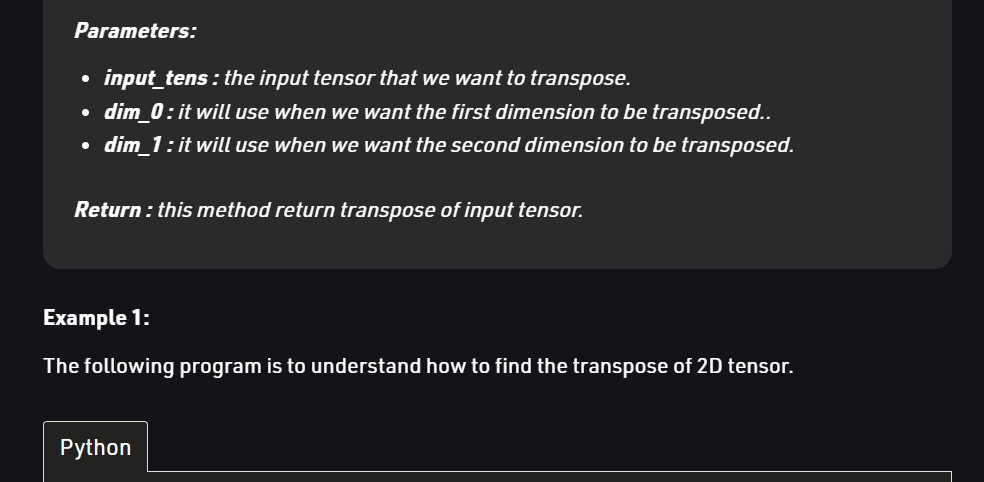 Parameters:
• input_tens : the input tensor that we want to transpose.
• dim_0 : it will use when we want the first dimension to be transposed..
• dim_1 : it will use when we want the second dimension to be transposed.
Return : this method return transpose of input tensor.
Example 1:
The following program is to understand how to find the transpose of 2D tensor.
Python